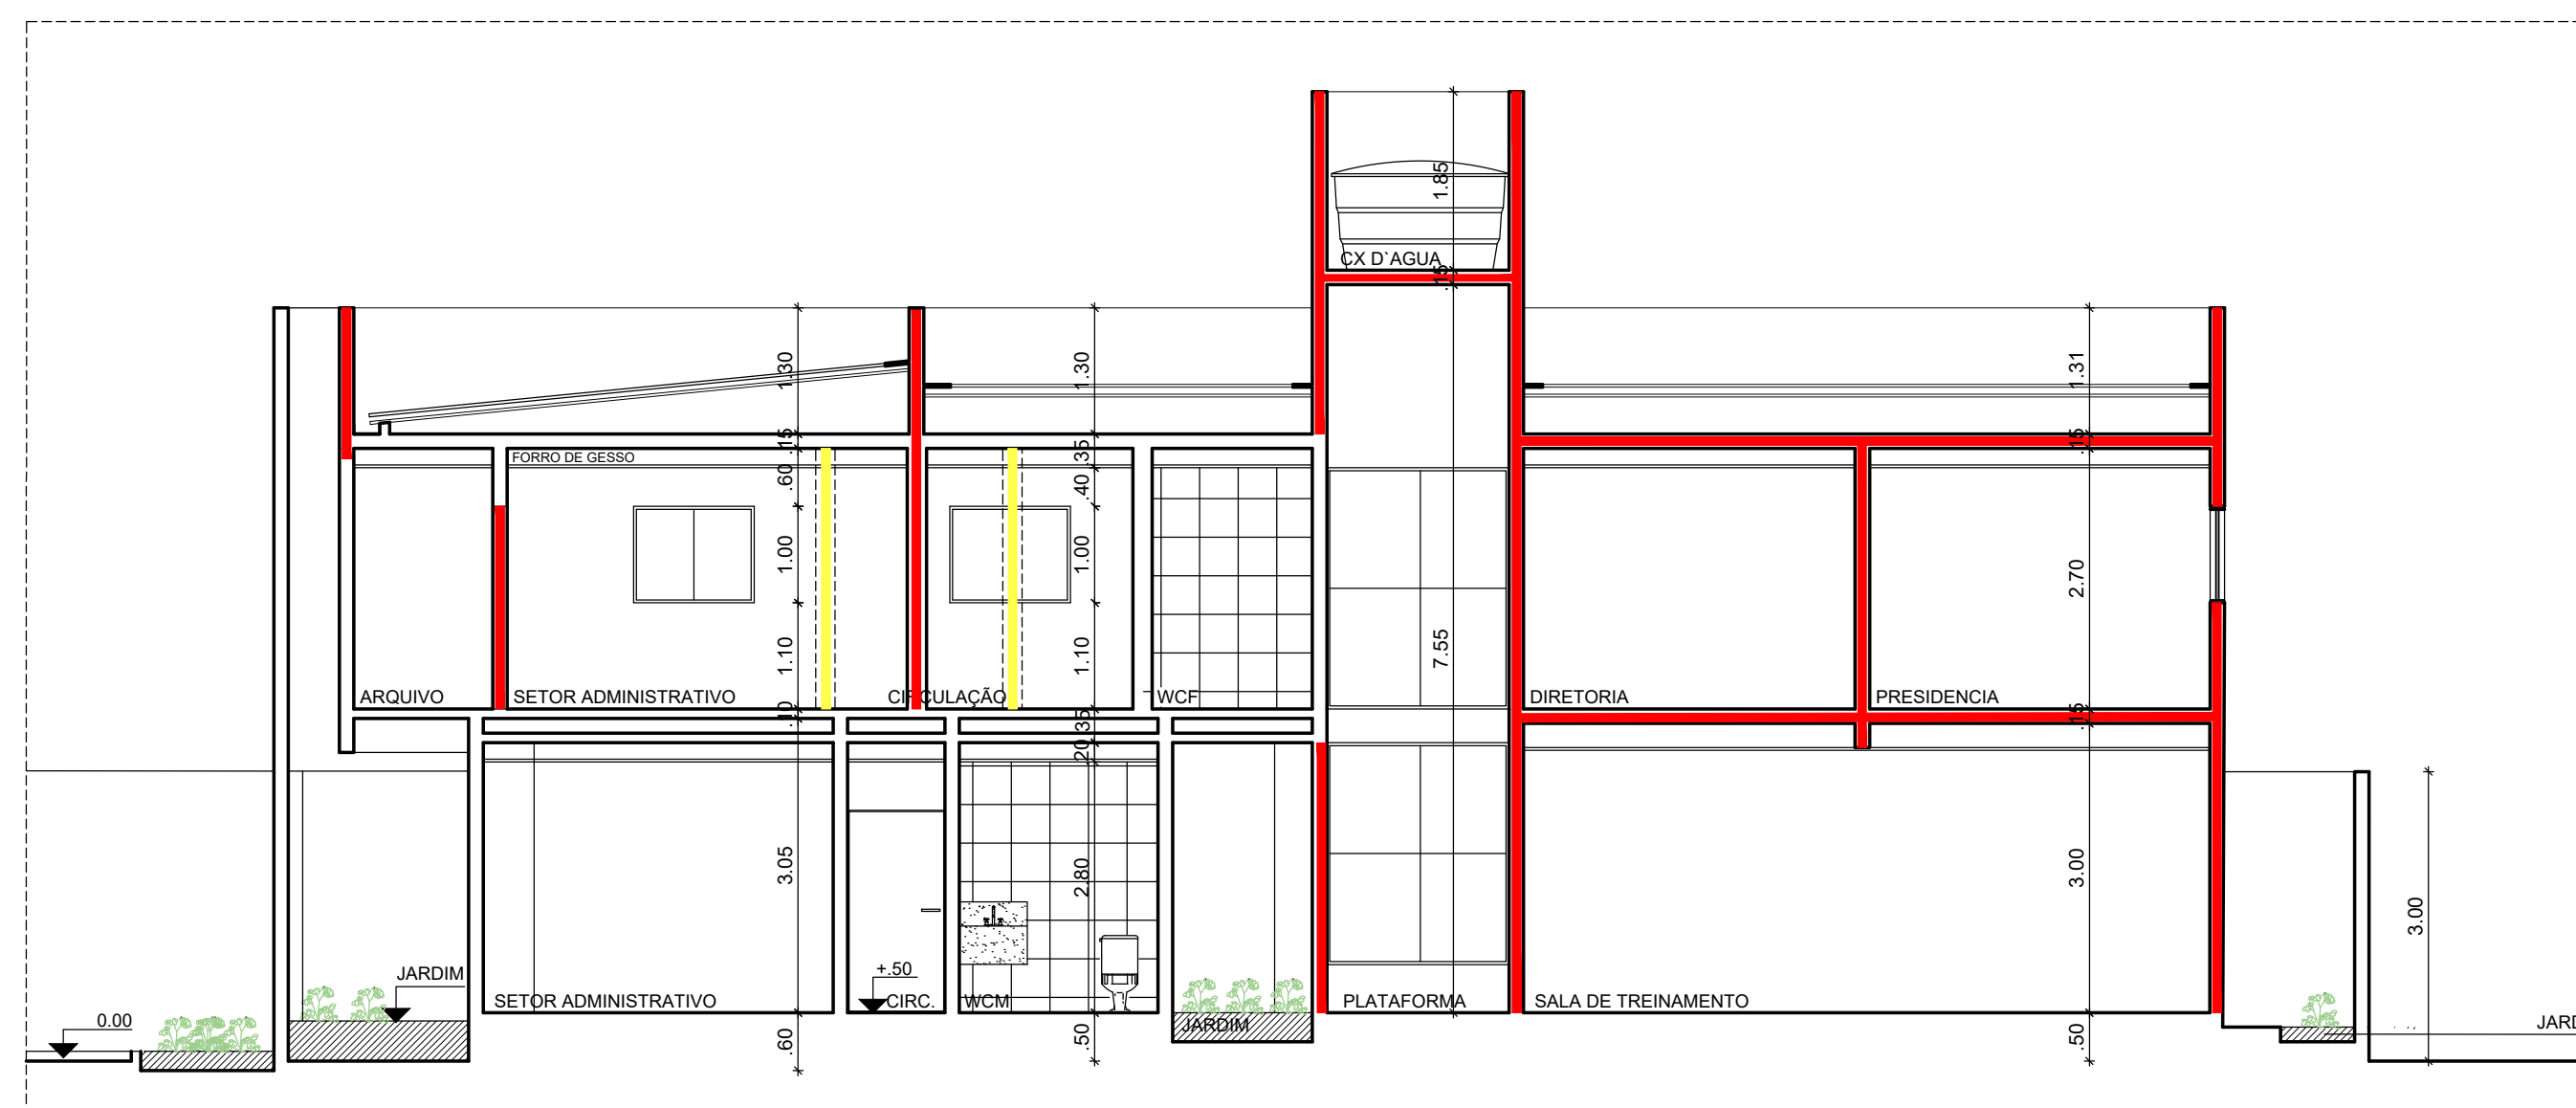 1.85
CX D`AGUA
.15
1.30
1.30
1.31
.15
.35
.15
FORRO DE GESSO
.60
.40
1.00
1.00
2.70
7.55
1.10
1.10
ARQUIVO
SETOR ADMINISTRATIVO
CIRCULAÇÃO
WCF
DIRETORIA
PRESIDENCIA
.10
.35
.15
.20
3.05
2.80
3.00
3.00
JARDIM
+.50
SETOR ADMINISTRATIVO
CIRC.
WCM
PLATAFORMA
SALA DE TREINAMENTO
0.00
JARDIM
JARD
.60
.50
.50